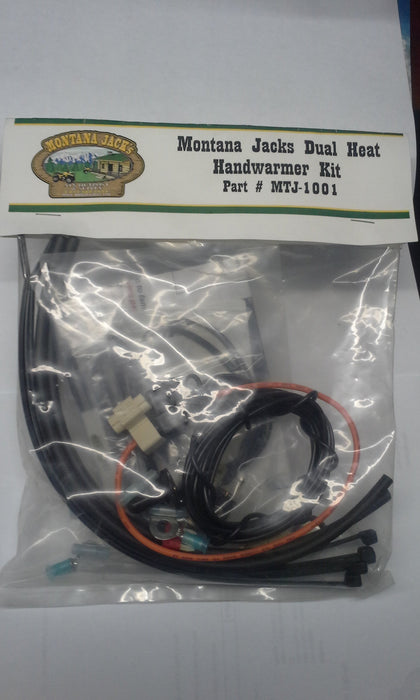 MONTANA JACKS
Montana Jacks Dual Heat
Handwarmer Kit
Part # MTJ-1001